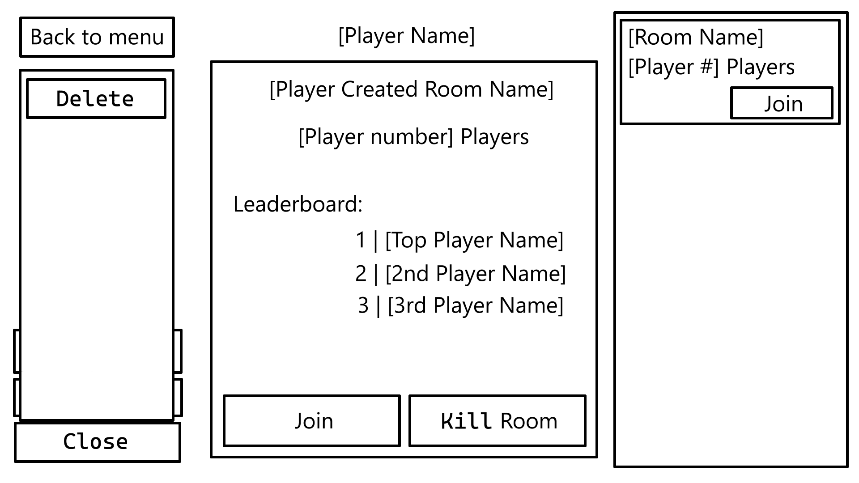 Back to menu
Delete
Close
[Player Name]
[Player Created Room Name]
[Player number] Players
Leaderboard:
1 | [Top Player Name]
2 | [2nd Player Name]
3 | [3rd Player Name]
Join
Kill Room
[Room Name]
[Player #] Players
Join